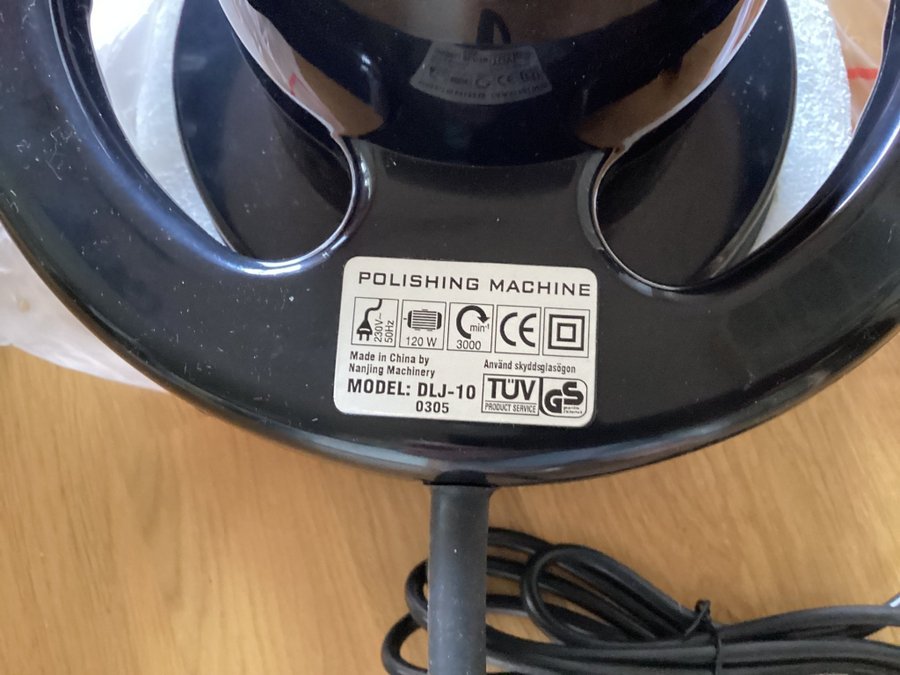 POLISHING MACHINE
230V~
50Hz
120 W
min⁻¹
3000
CE
Made in China by
Nanjing Machinery
MODEL: DLJ-10
0305
Använd skyddsglasögon
TÜV
PRODUCT SERVICE
GS